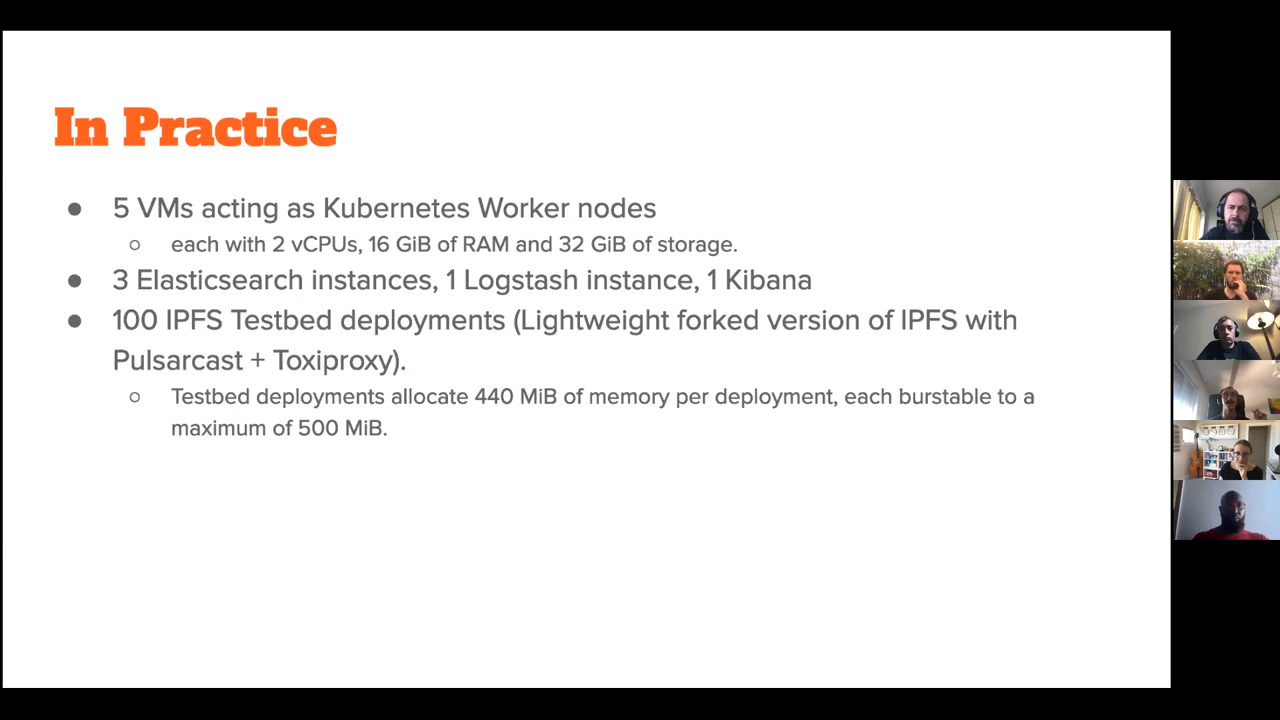 In Practice
● 5 VMs acting as Kubernetes Worker nodes
○ each with 2 vCPUs, 16 GiB of RAM and 32 GiB of storage.
● 3 Elasticsearch instances, 1 Logstash instance, 1 Kibana
● 100 IPFS Testbed deployments (Lightweight forked version of IPFS with
Pulsarcast + Toxiproxy).
○ Testbed deployments allocate 440 MiB of memory per deployment, each burstable to a
maximum of 500 MiB.